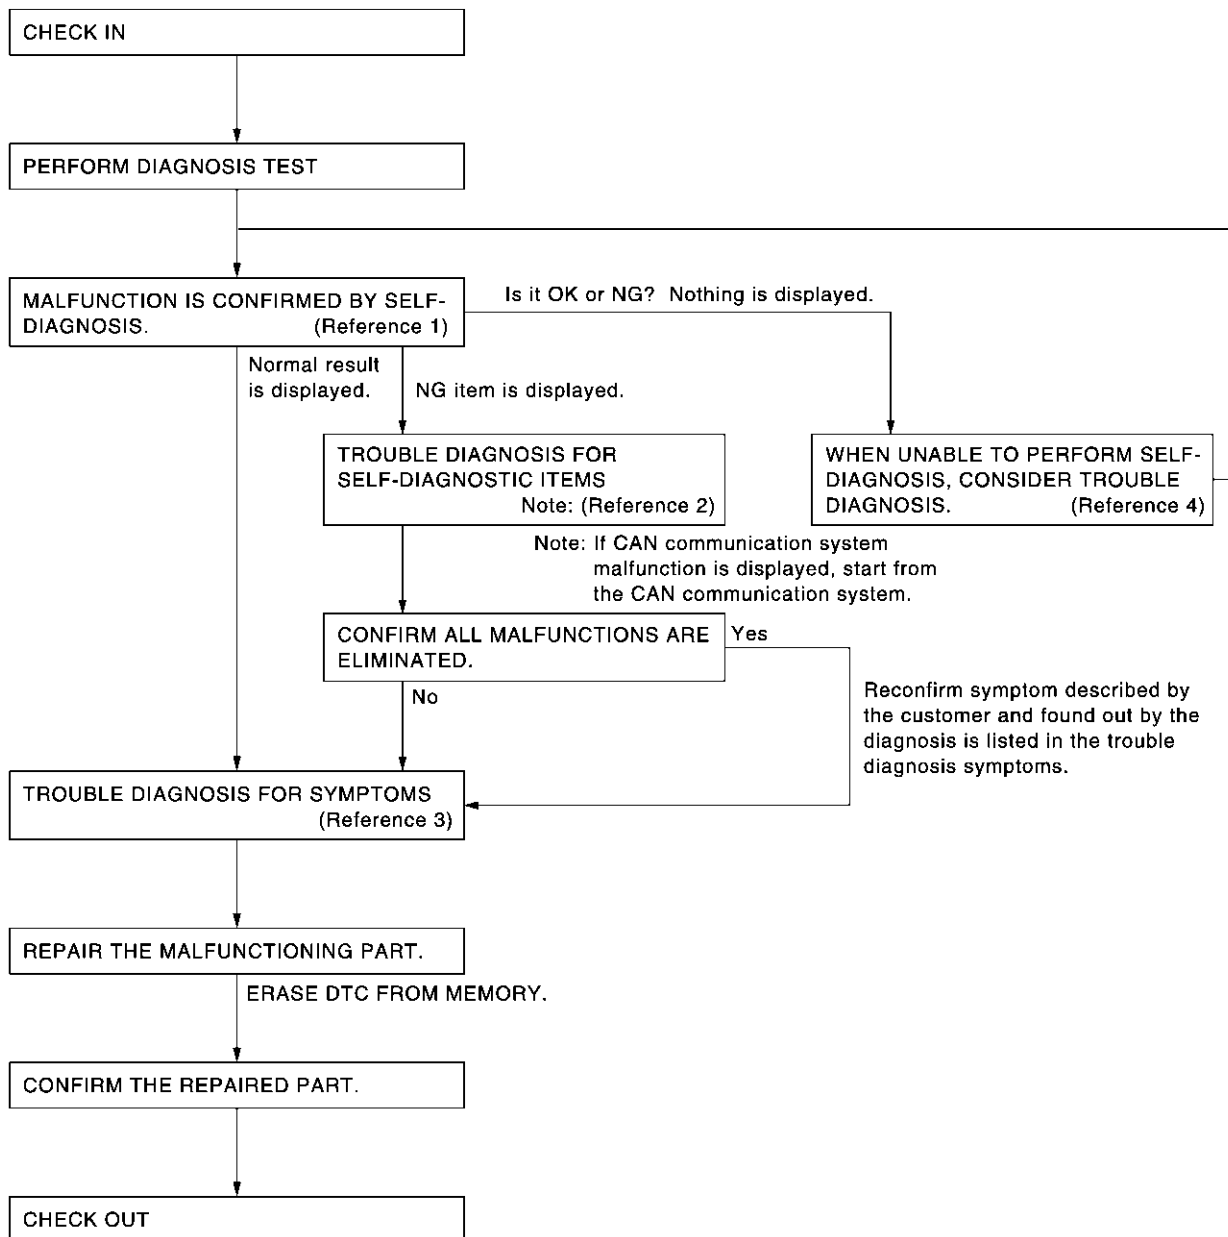 CHECK IN
PERFORM DIAGNOSIS TEST
MALFUNCTION IS CONFIRMED BY SELF-
DIAGNOSIS. (Reference 1)
Is it OK or NG? Nothing is displayed.
Normal result
is displayed.
NG item is displayed.
TROUBLE DIAGNOSIS FOR
SELF-DIAGNOSTIC ITEMS
Note: (Reference 2)
WHEN UNABLE TO PERFORM SELF-
DIAGNOSIS, CONSIDER TROUBLE
DIAGNOSIS. (Reference 4)
Note: If CAN communication system
malfunction is displayed, start from
the CAN communication system.
CONFIRM ALL MALFUNCTIONS ARE
ELIMINATED.
Yes
No
Reconfirm symptom described by
the customer and found out by the
diagnosis is listed in the trouble
diagnosis symptoms.
TROUBLE DIAGNOSIS FOR SYMPTOMS
(Reference 3)
REPAIR THE MALFUNCTIONING PART.
ERASE DTC FROM MEMORY.
CONFIRM THE REPAIRED PART.
CHECK OUT